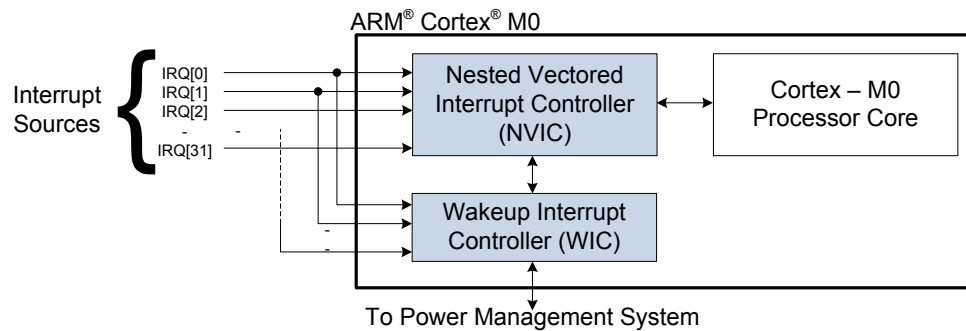 ARM® Cortex® M0
Interrupt
Sources
IRQ[0]
IRQ[1]
IRQ[2]
- -
IRQ[31]
Nested Vectored
Interrupt Controller
(NVIC)
Cortex – M0
Processor Core
Wakeup Interrupt
Controller (WIC)
-
-
To Power Management System